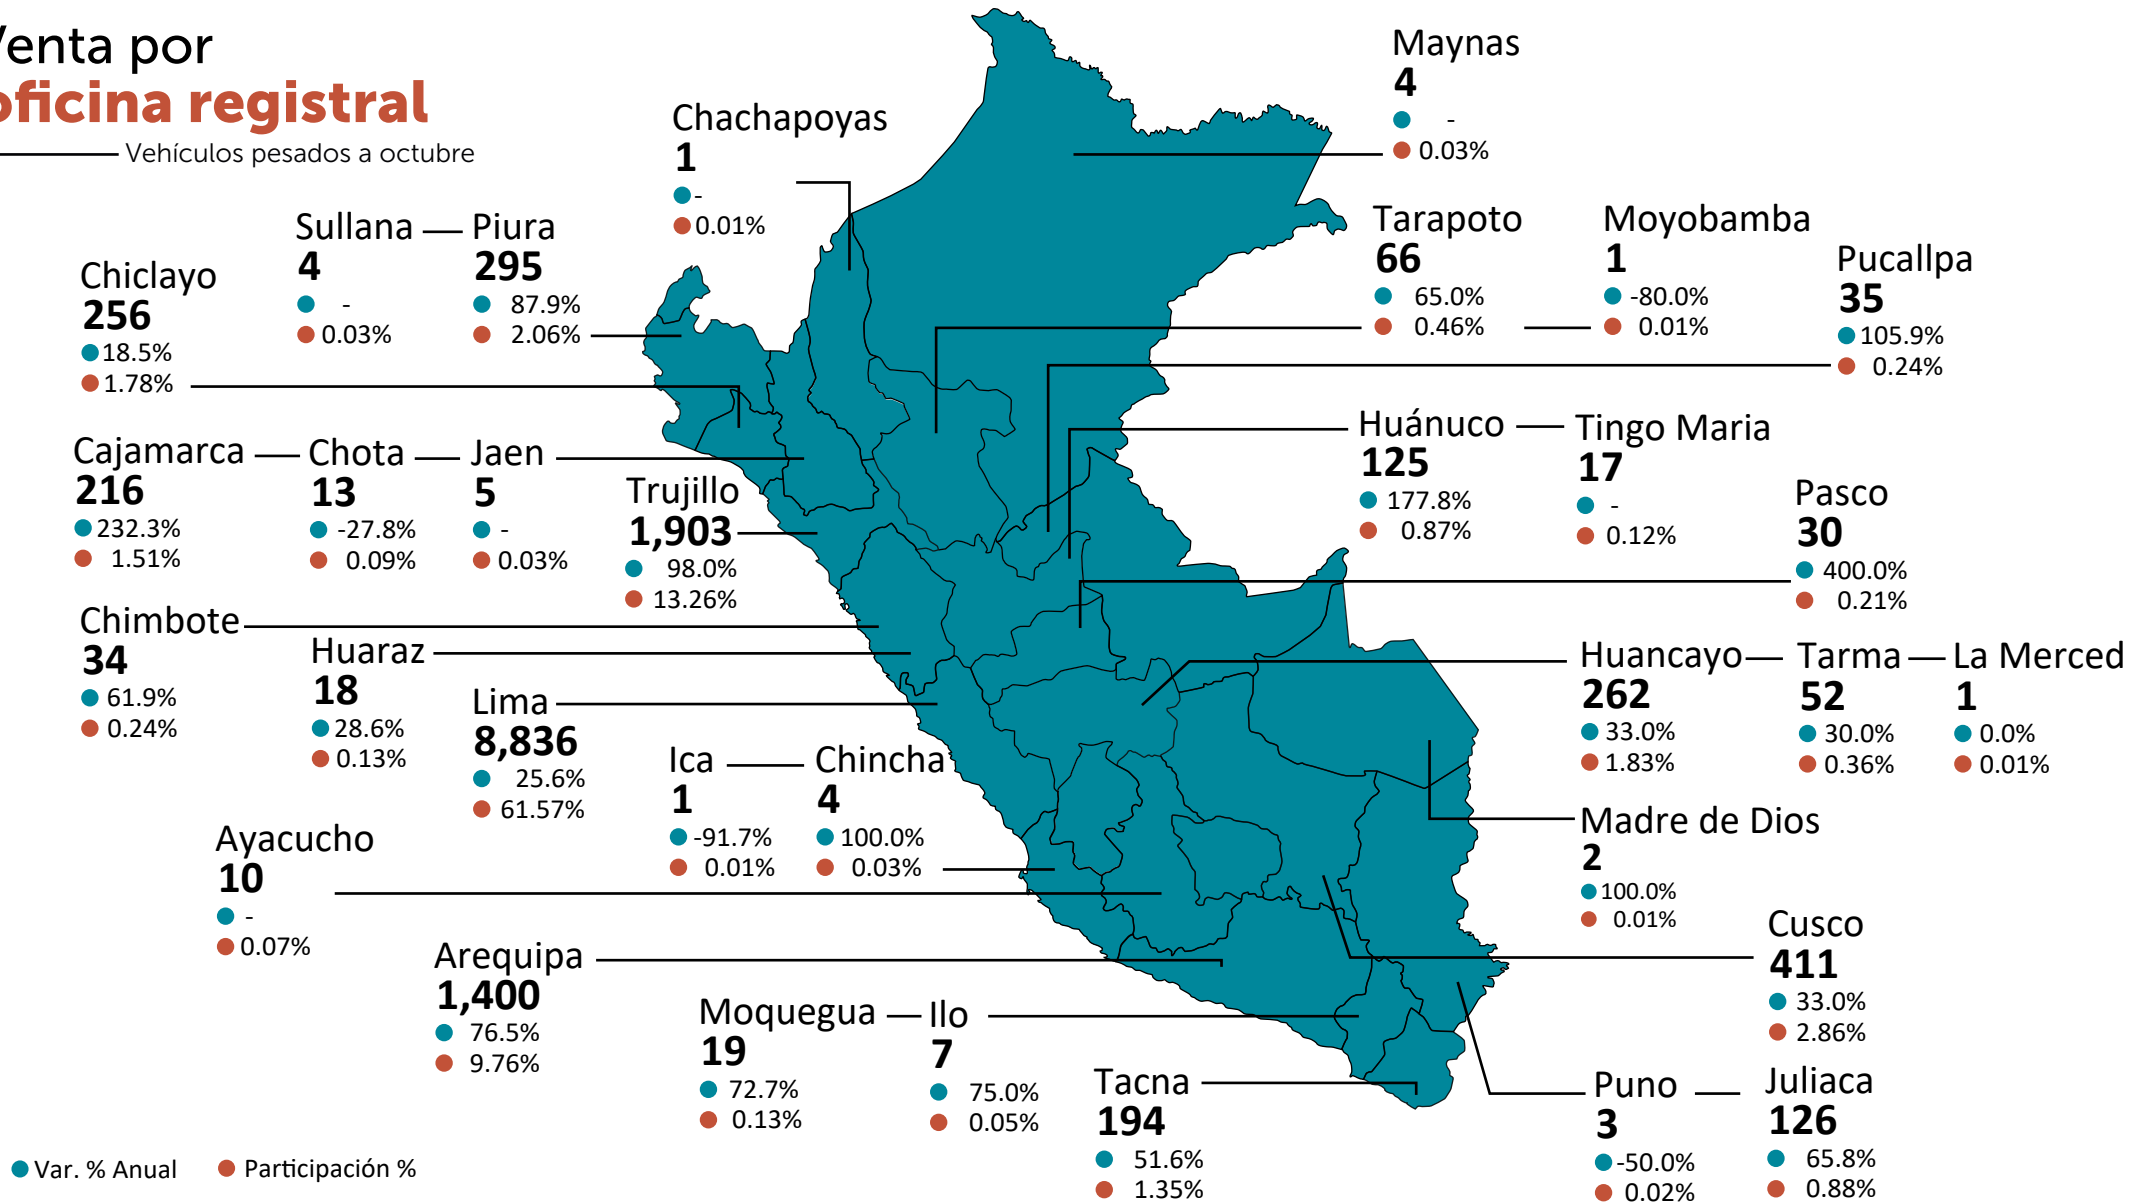 Venta por
oficina registral
Vehículos pesados a octubre
Maynas
4
-
0.03%
Chachapoyas
1
-
0.01%
Sullana
4
-
0.03%
Piura
295
87.9%
2.06%
Chiclayo
256
18.5%
1.78%
Tarapoto
66
65.0%
0.46%
Moyobamba
1
-80.0%
0.01%
Pucallpa
35
105.9%
0.24%
Cajamarca
216
232.3%
1.51%
Chota
13
-27.8%
0.09%
Jaen
5
-
0.03%
Trujillo
1,903
98.0%
13.26%
Huánuco
125
177.8%
0.87%
Tingo Maria
17
-
0.12%
Pasco
30
400.0%
0.21%
Chimbote
34
61.9%
0.24%
Huaraz
18
28.6%
0.13%
Lima
8,836
25.6%
61.57%
Ica
1
-91.7%
0.01%
Chincha
4
100.0%
0.03%
Huancayo
262
33.0%
1.83%
Tarma
52
30.0%
0.36%
La Merced
1
0.0%
0.01%
Madre de Dios
2
100.0%
0.01%
Ayacucho
10
-
0.07%
Arequipa
1,400
76.5%
9.76%
Moquegua
19
72.7%
0.13%
Ilo
7
75.0%
0.05%
Tacna
194
51.6%
1.35%
Cusco
411
33.0%
2.86%
Puno
3
-50.0%
0.02%
Juliaca
126
65.8%
0.88%
Var. % Anual
Participación %